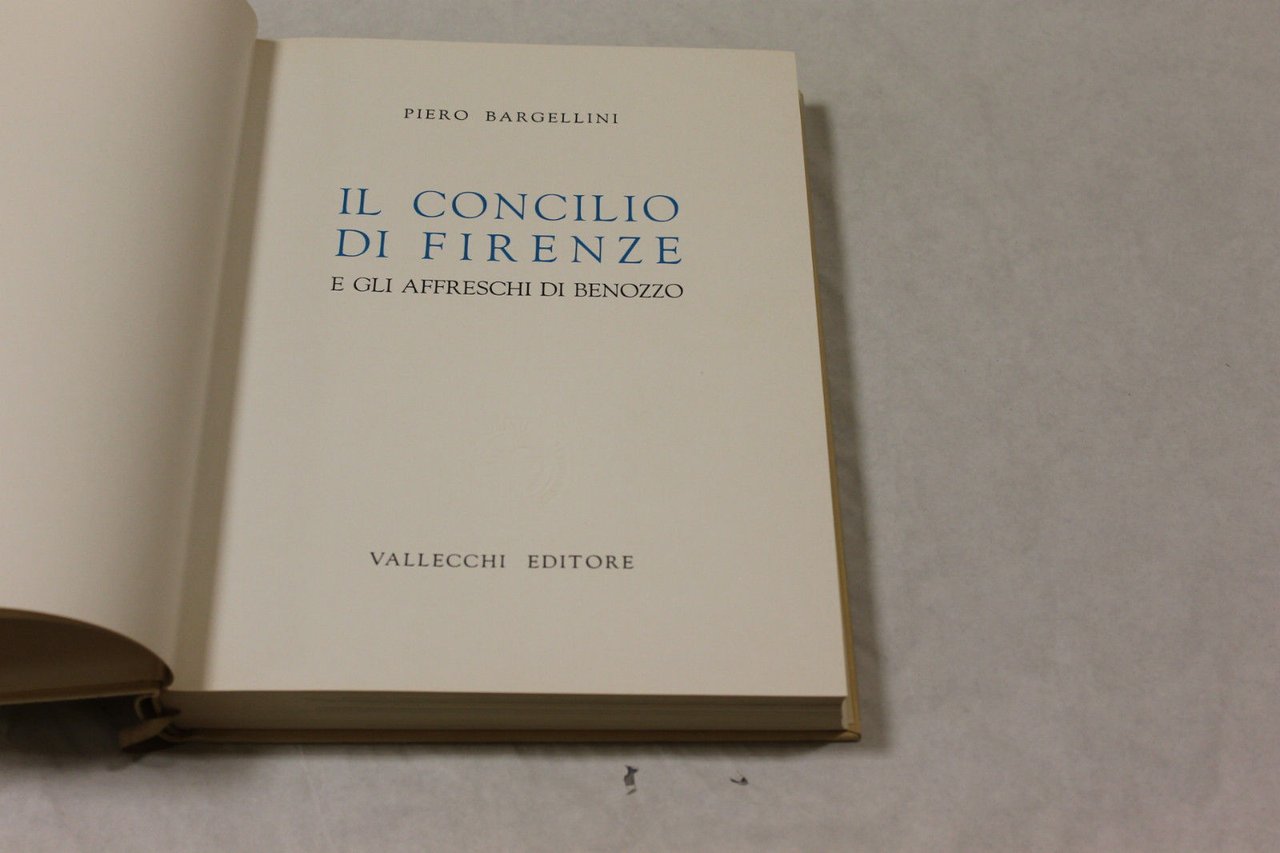 PIERO BARGELLINI
IL CONCILIO
DI FIRENZE
E GLI AFFRESCHI DI BENOZZO
VALLECCHI EDITORE